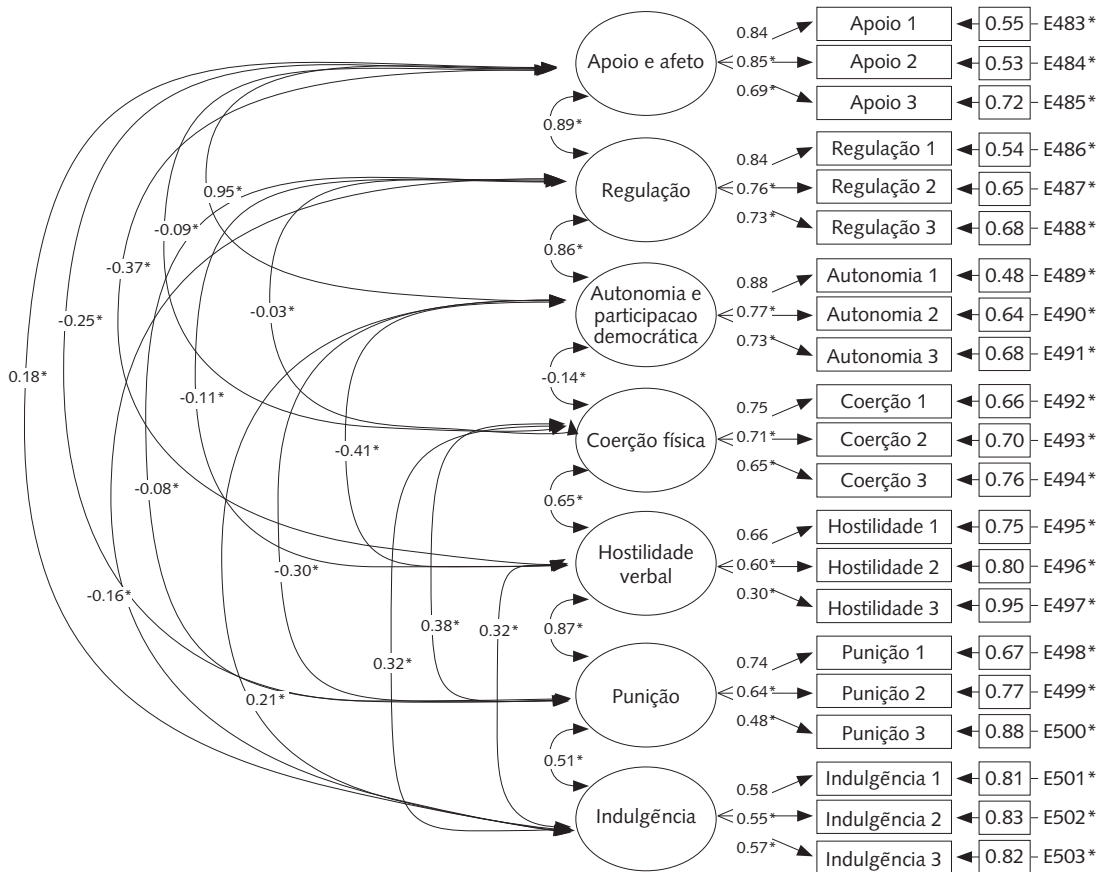 Apoio 1 0.55 E483*
0.84
Apoio e afeto 0.85* Apoio 2 0.53 E484*
0.69*
Apoio 3 0.72 E485*
0.89*
0.84 Regulação 1 0.54 E486*
Regulação 0.76* Regulação 2 0.65 E487*
0.95*
0.73* Regulação 3 0.68 E488*
-0.09*
0.86*
-0.37*
0.88 Autonomia 1 0.48 E489*
Autonomia e
participacao
democrática
0.77* Autonomia 2 0.64 E490*
-0.03*
-0.25*
0.73* Autonomia 3 0.68 E491*
0.18*
-0.14*
-0.11*
0.75 Coerção 1 0.66 E492*
Coerção física 0.71* Coerção 2 0.70 E493*
-0.41*
0.65* Coerção 3 0.76 E494*
-0.08*
0.65*
0.66 Hostilidade 1 0.75 E495*
Hostilidade
verbal
0.60* Hostilidade 2 0.80 E496*
-0.30*
0.30* Hostilidade 3 0.95 E497*
-0.16*
0.38* 0.32* 0.87*
0.32*
0.74 Punição 1 0.67 E498*
Punição 0.64* Punição 2 0.77 E499*
0.21*
0.48* Punição 3 0.88 E500*
0.51*
0.58 Indulgẽncia 1 0.81 E501*
Indulgẽncia 0.55* Indulgẽncia 2 0.83 E502*
0.57* Indulgẽncia 3 0.82 E503*